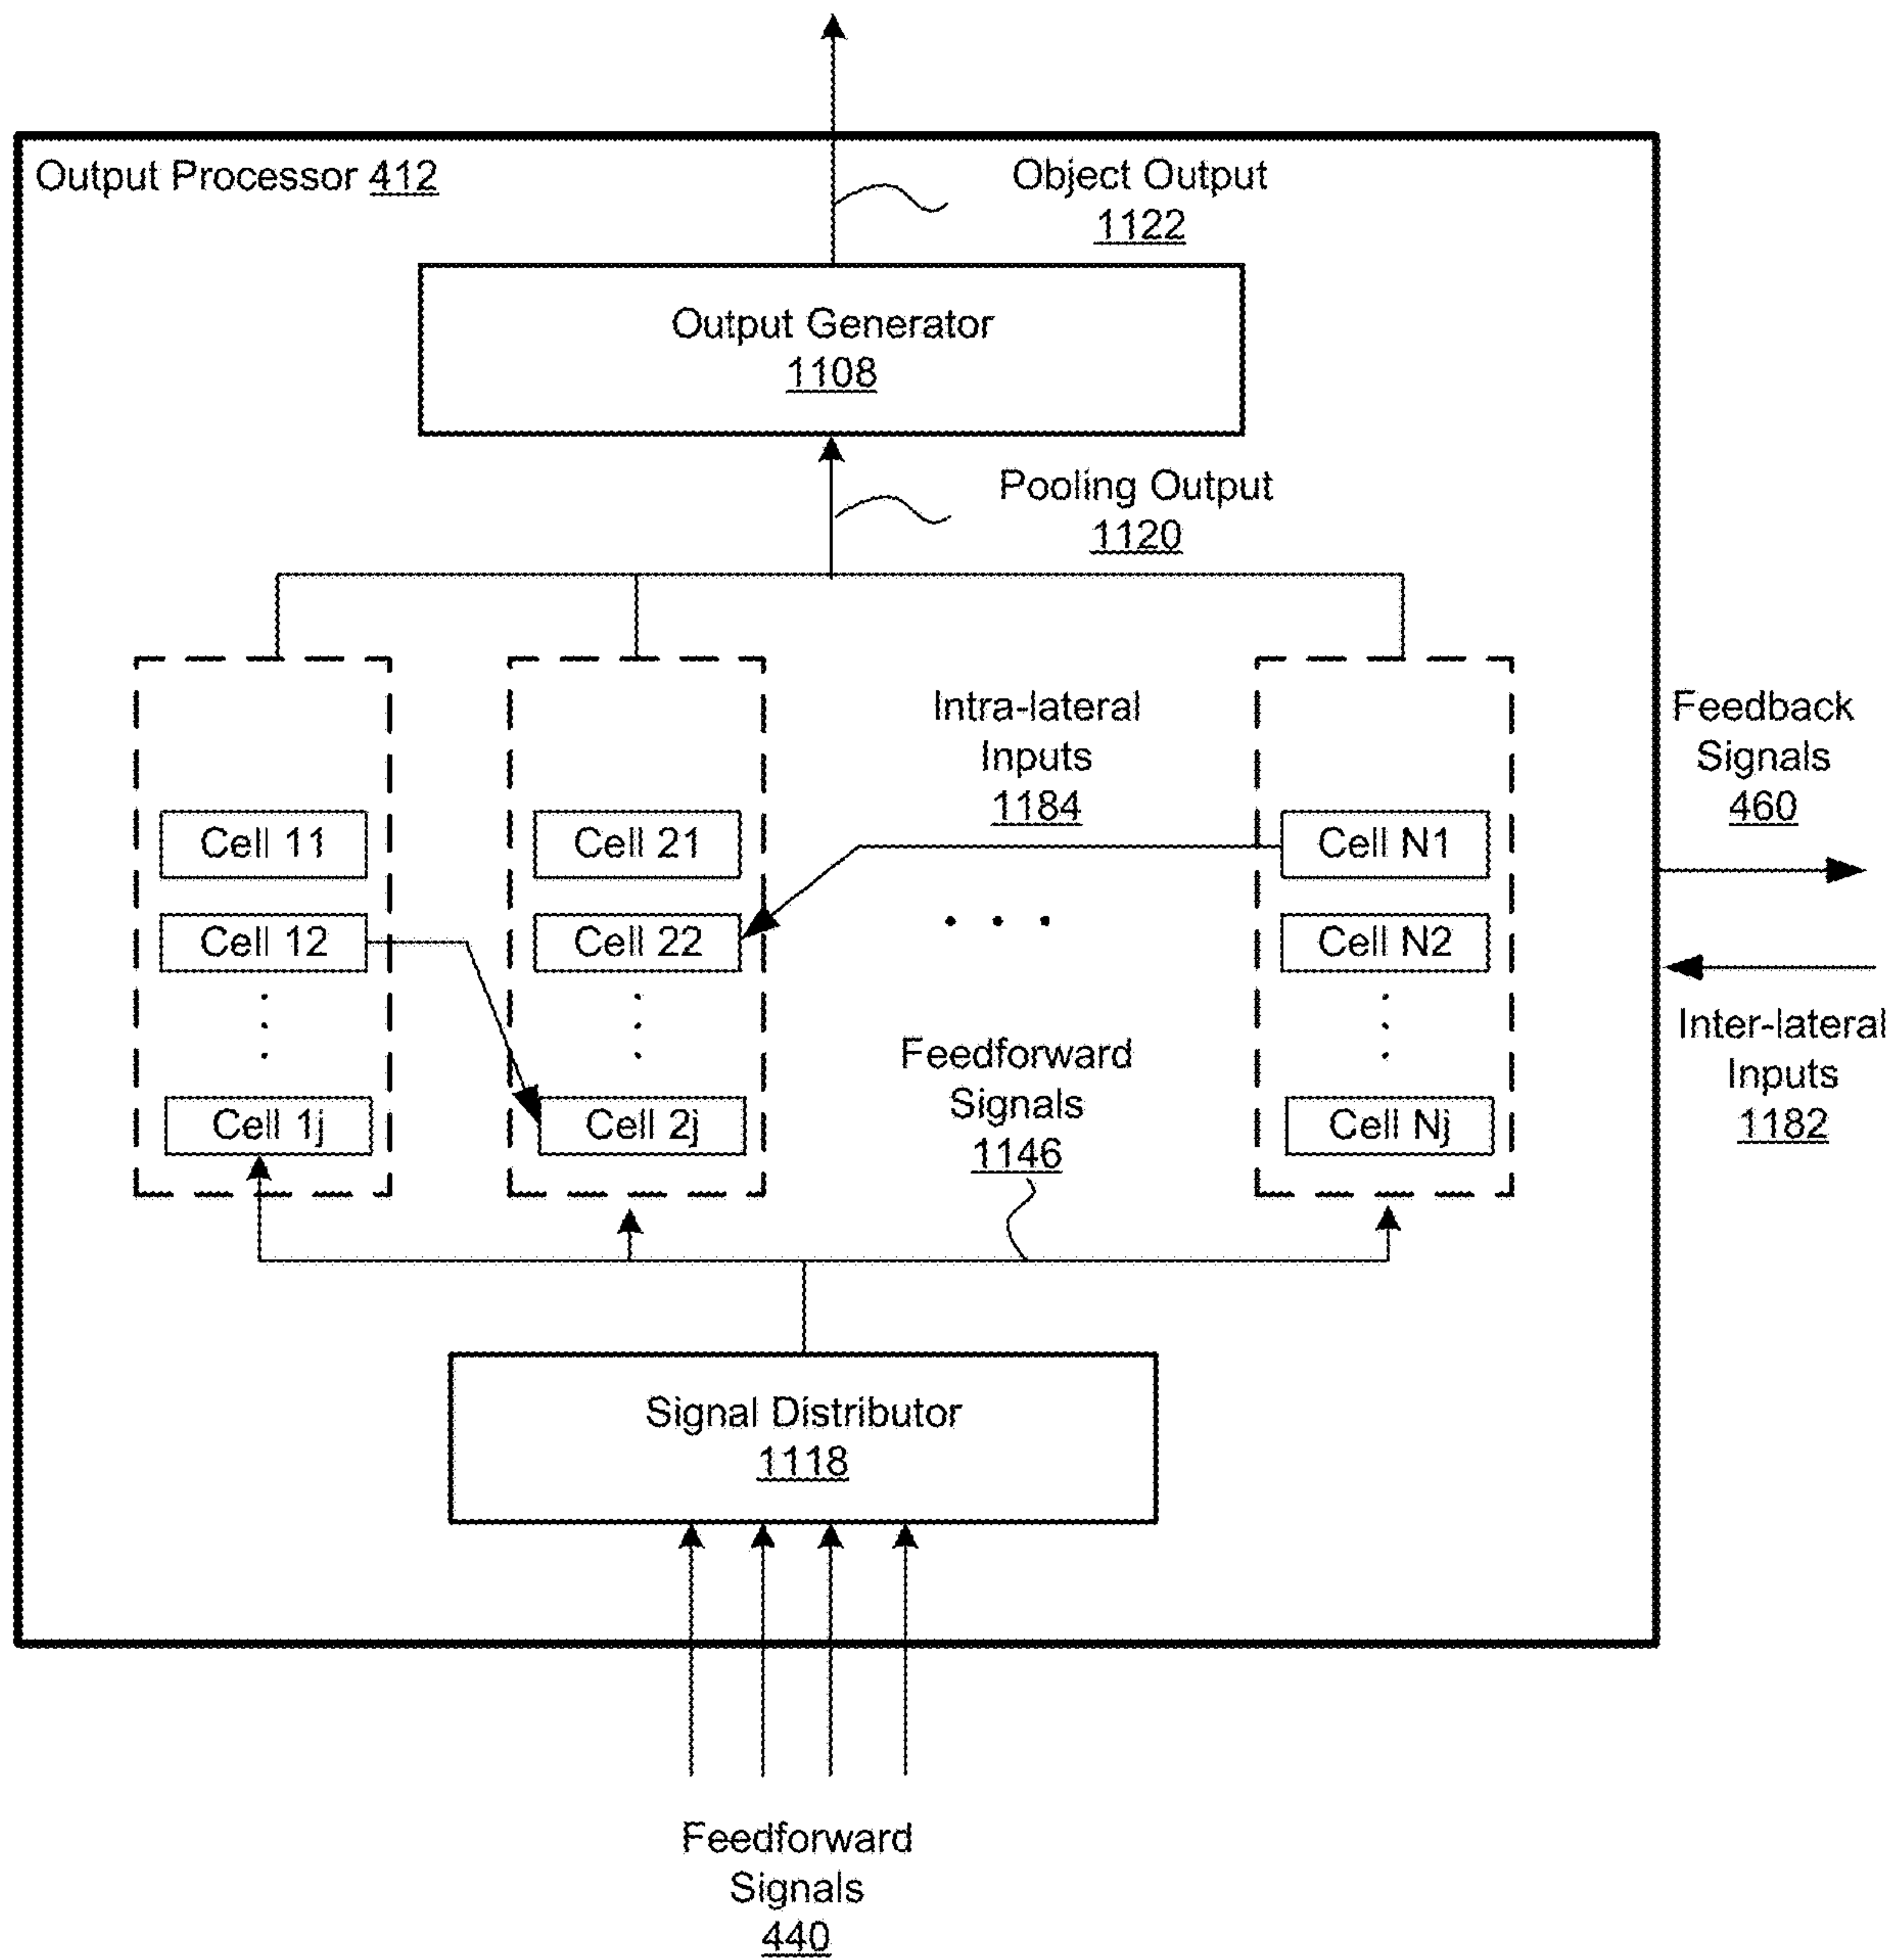 Output Processor 412
Object Output
1122
Output Generator
1108
Pooling Output
1120
Intra-lateral
Inputs
1184
Feedback
Signals
460
Cell 11
Cell 21
Cell N1
Cell 12
Cell 22
Cell N2
Inter-lateral
Inputs
1182
Feedforward
Signals
1146
Cell 1j
Cell 2j
Cell Nj
Signal Distributor
1118
Feedforward
Signals
440